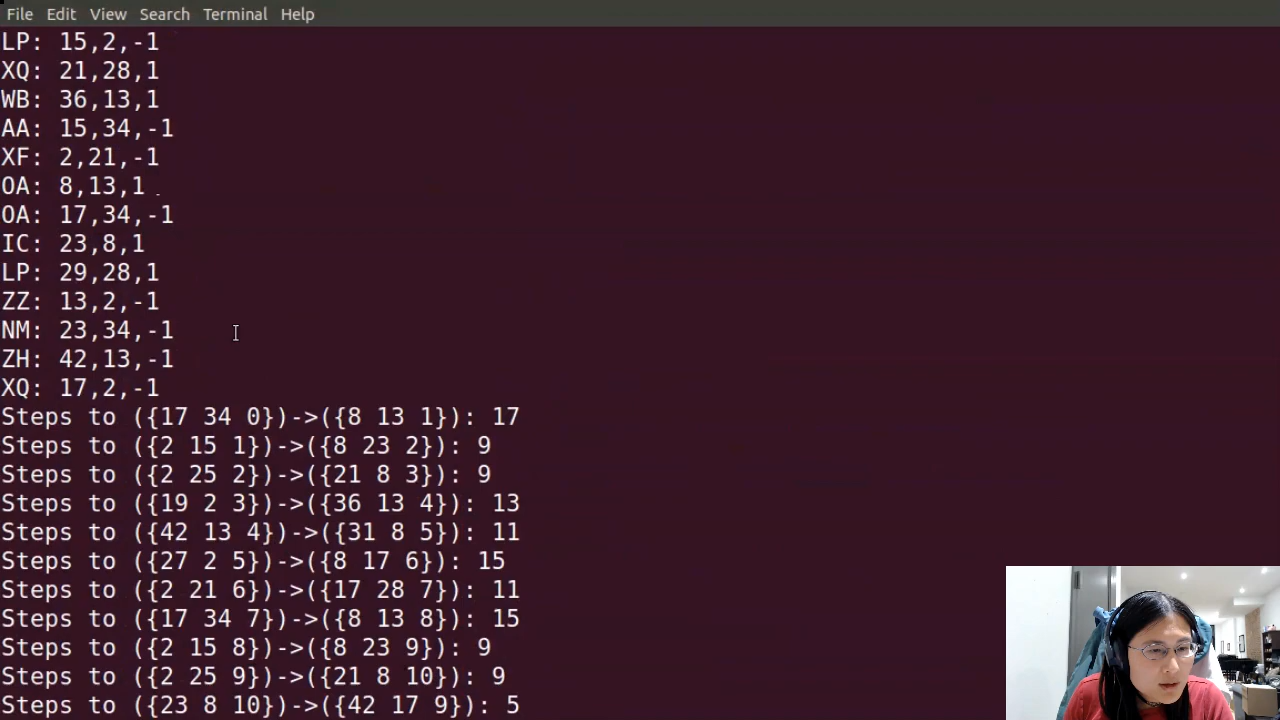 File Edit View Search Terminal Help
LP: 15,2,-1
XQ: 21,28,1
WB: 36,13,1
AA: 15,34,-1
XF: 2,21,-1
OA: 8,13,1
OA: 17,34,-1
IC: 23,8,1
LP: 29,28,1
ZZ: 13,2,-1
NM: 23,34,-1
ZH: 42,13,-1
XQ: 17,2,-1
Steps to ({17 34 0})->({8 13 1}): 17
Steps to ({2 15 1})->({8 23 2}): 9
Steps to ({2 25 2})->({21 8 3}): 9
Steps to ({19 2 3})->({36 13 4}): 13
Steps to ({42 13 4})->({31 8 5}): 11
Steps to ({27 2 5})->({8 17 6}): 15
Steps to ({2 21 6})->({17 28 7}): 11
Steps to ({17 34 7})->({8 13 8}): 15
Steps to ({2 15 8})->({8 23 9}): 9
Steps to ({2 25 9})->({21 8 10}): 9
Steps to ({23 8 10})->({42 17 9}): 5